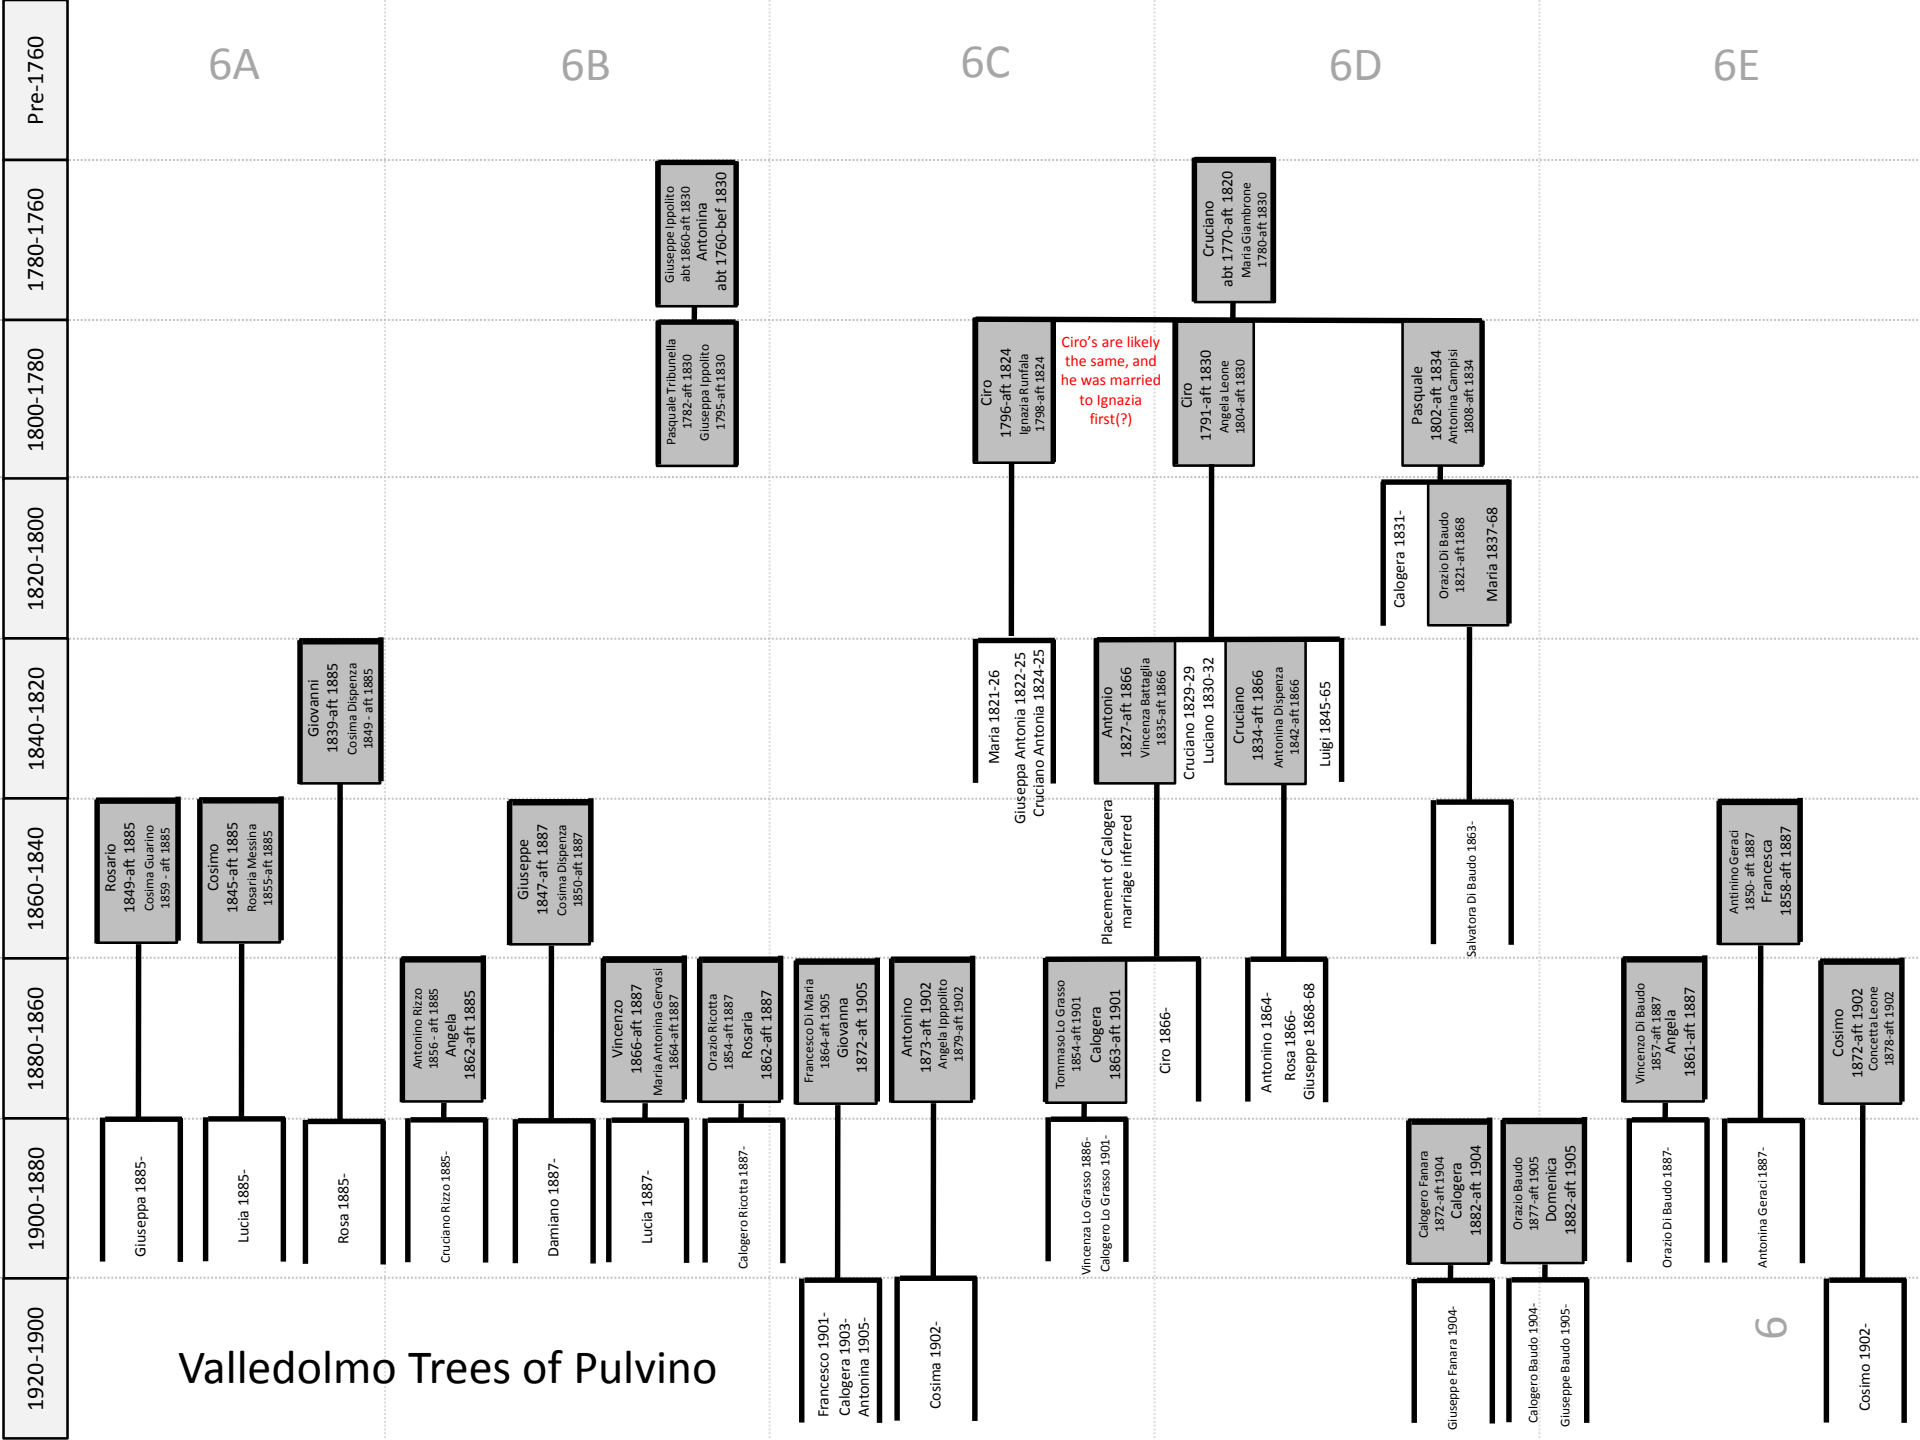 6A
6B
6C
6D
6E
Pre-1760
1780-1760
Giuseppe Ippolito
abt 1860-aft 1830
Antonina
abt 1760-bef 1830
Cruciano
abt 1770-aft 1820
Maria Giambrone
1780-aft 1830
1800-1780
Pasquale Tribunella
1782-aft 1830
Giuseppa Ippolito
1795-aft 1830
Ciro
1796-aft 1824
Ignazia Runfala
1798-aft 1824
Ciro’s are likely
the same, and
he was married
to Ignazia
first(?)
Ciro
1791-aft 1830
Angela Leone
1804-aft 1830
Pasquale
1802-aft 1834
Antonina Campisi
1808-aft 1834
1820-1800
Calogera 1831-
Orazio Di Baudo
1821-aft 1868
Maria 1837-68
1840-1820
Giovanni
1839-aft 1885
Cosima Dispenza
1849 - aft 1885
Maria 1821-26
Giuseppa Antonia 1822-25
Cruciano Antonia 1824-25
Antonio
1827-aft 1866
Vincenza Battaglia
1835-aft 1866
Cruciano 1829-29
Luciano 1830-32
Cruciano
1834-aft 1866
Antonina Dispenza
1842-aft 1866
Luigi 1845-65
1860-1840
Rosario
1849-aft 1885
Cosima Guarino
1859 - aft 1885
Cosimo
1845-aft 1885
Rosaria Messina
1855-aft 1885
Giuseppe
1847-aft 1887
Cosima Dispenza
1850-aft 1887
Placement of Calogera
marriage inferred
Salvatora Di Baudo 1863-
Antinino Geraci
1850- aft 1887
Francesca
1858-aft 1887
1880-1860
Antonino Rizzo
1856 - aft 1885
Angela
1862-aft 1885
Vincenzo
1866-aft 1887
Maria Antonina Gervasi
1864-aft 1887
Orazio Ricotta
1854-aft 1887
Rosaria
1862-aft 1887
Francesco Di Maria
1864-aft 1905
Giovanna
1872-aft 1905
Antonino
1873-aft 1902
Angela Ipppolito
1879-aft 1902
Tommaso Lo Grasso
1854-aft 1901
Calogera
1863-aft 1901
Ciro 1866-
Antonino 1864-
Rosa 1866-
Giuseppe 1868-68
Vincenzo Di Baudo
1857-aft 1887
Angela
1861-aft 1887
Cosimo
1872-aft 1902
Concetta Leone
1878-aft 1902
1900-1880
Giuseppa 1885-
Lucia 1885-
Rosa 1885-
Cruciano Rizzo 1885-
Damiano 1887-
Lucia 1887-
Calogero Ricotta 1887-
Vincenza Lo Grasso 1886-
Calogero Lo Grasso 1901-
Calogero Fanara
1872-aft 1904
Calogera
1882-aft 1904
Orazio Baudo
1877-aft 1905
Domenica
1882-aft 1905
Orazio Di Baudo 1887-
Antonina Geraci 1887-
1920-1900
Valledolmo Trees of Pulvino
Francesco 1901-
Calogera 1903-
Antonina 1905-
Cosima 1902-
Giuseppe Fanara 1904-
Calogero Baudo 1904-
Giuseppe Baudo 1905-
6
Cosimo 1902-